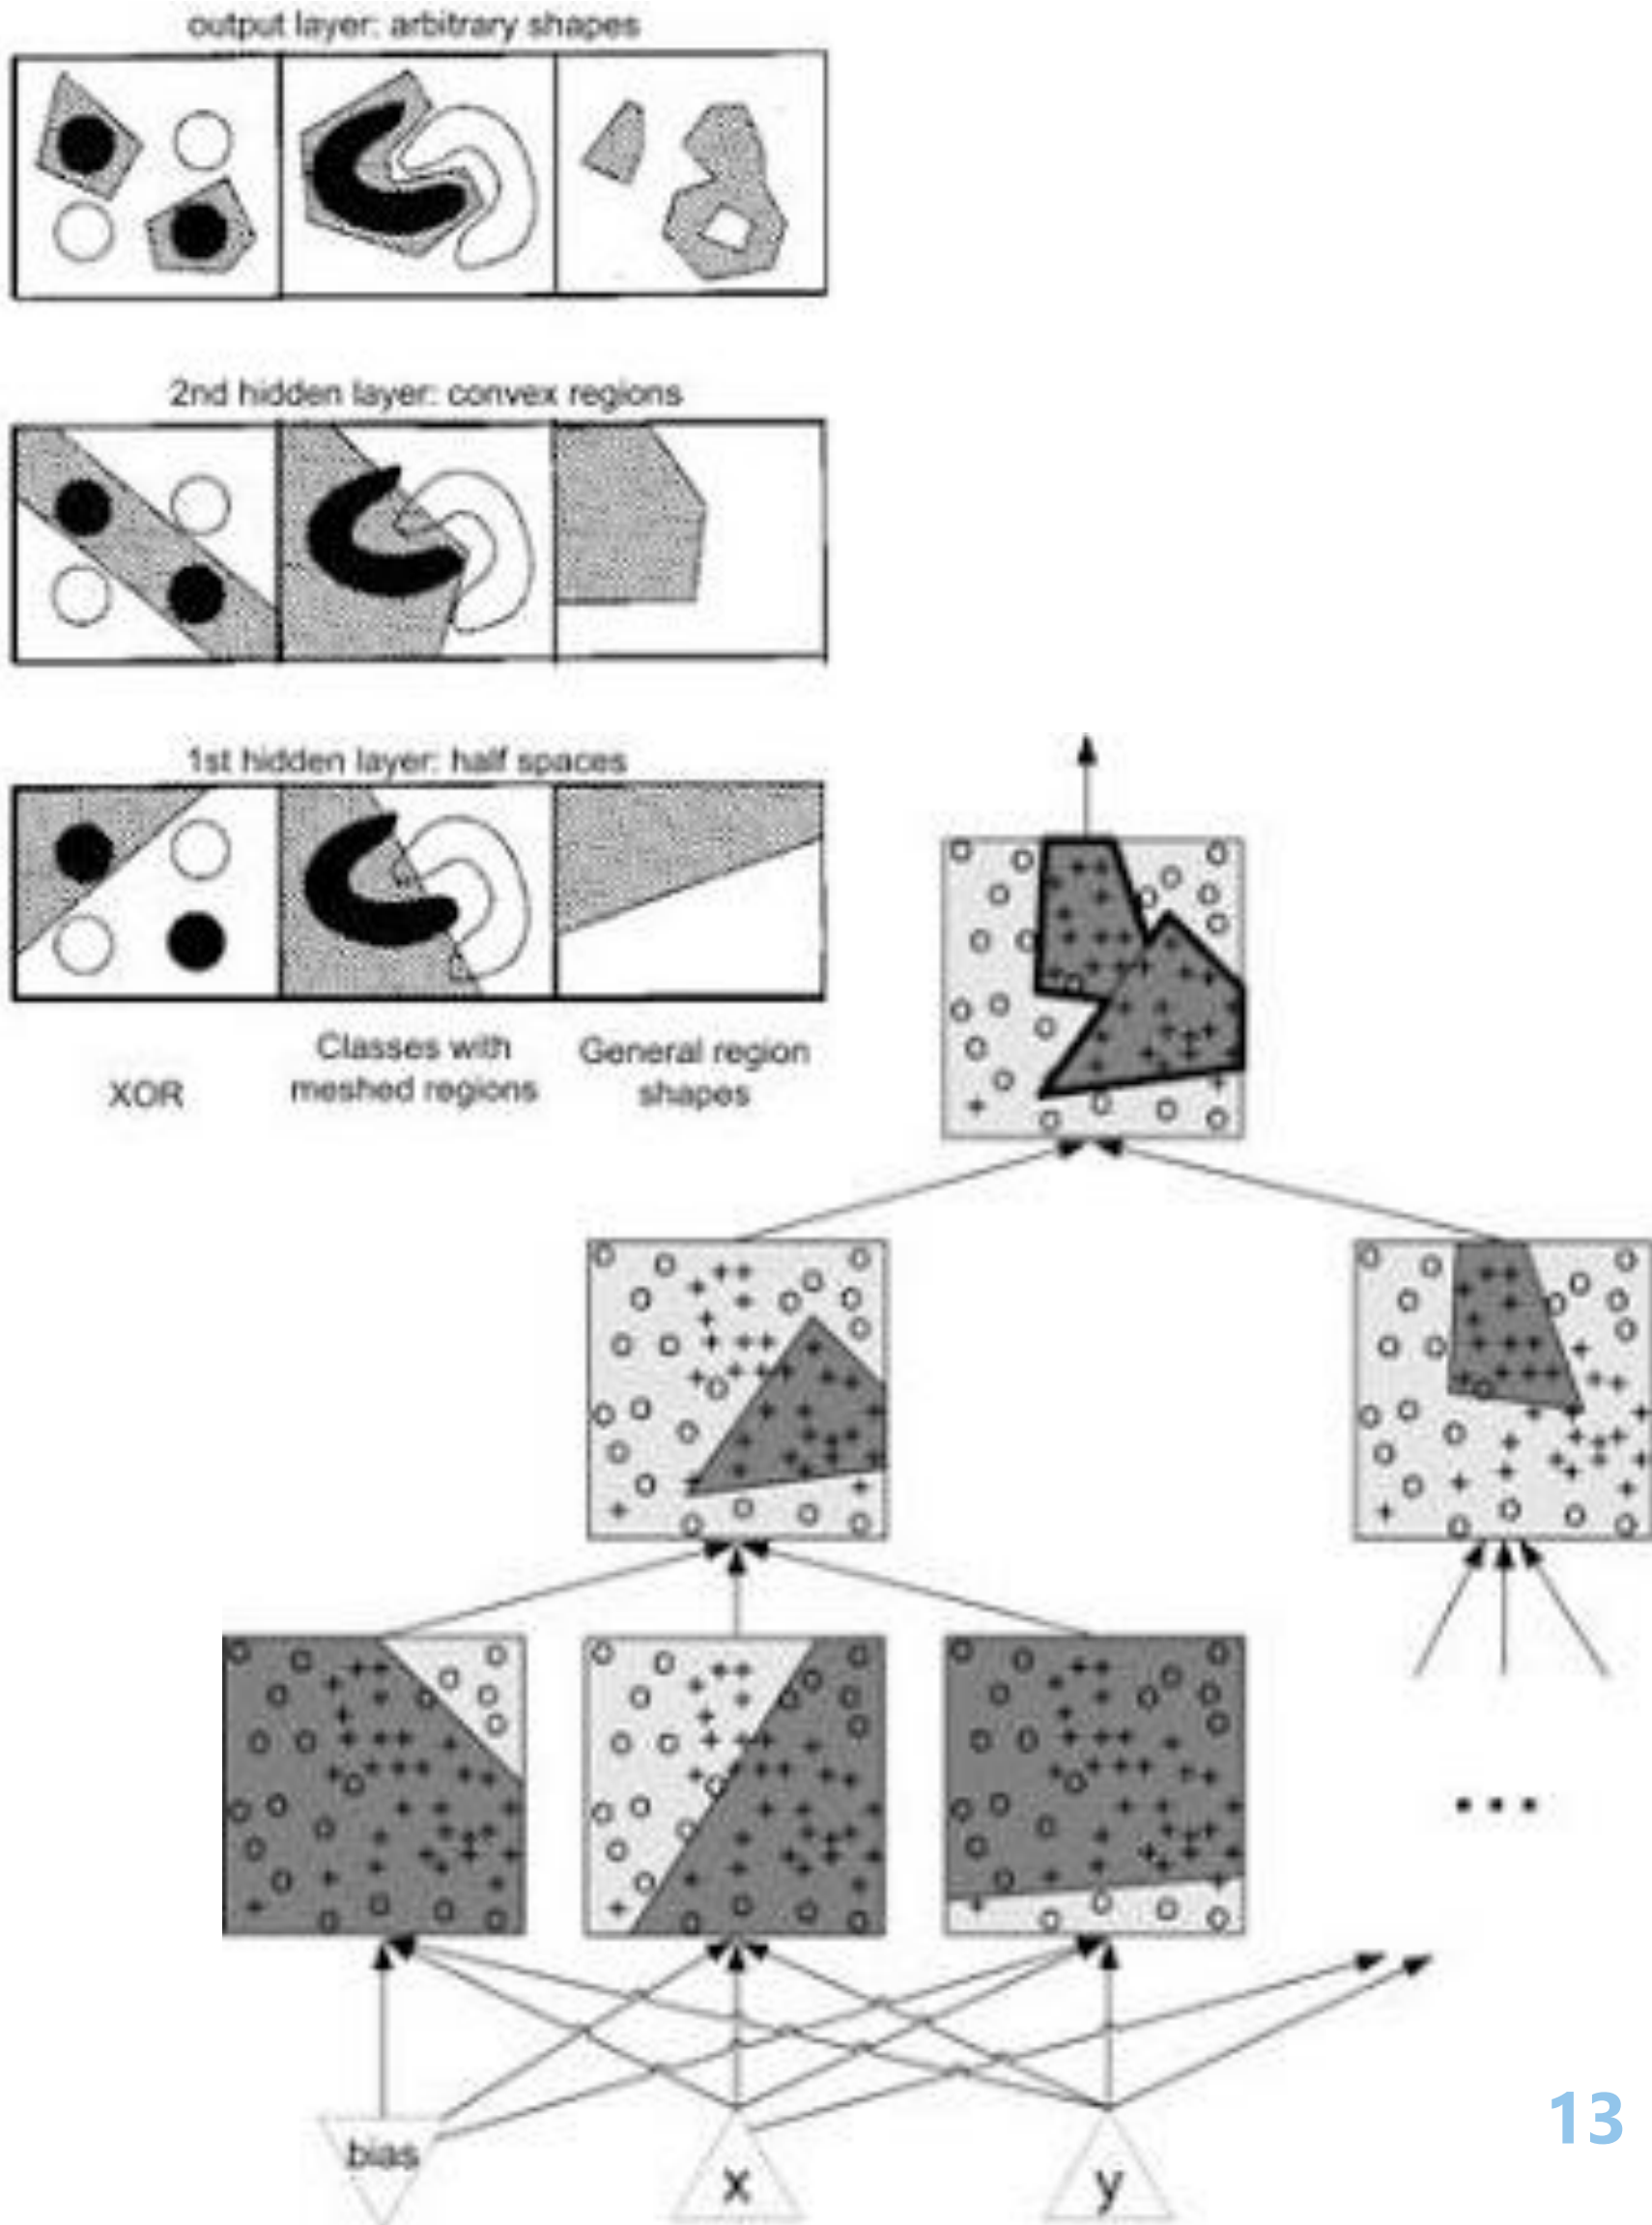 output layer: arbitrary shapes
2nd hidden layer: convex regions
1st hidden layer: half spaces
XOR
Classes with
meshed regions
General region
shapes
...
bias
x
y
13